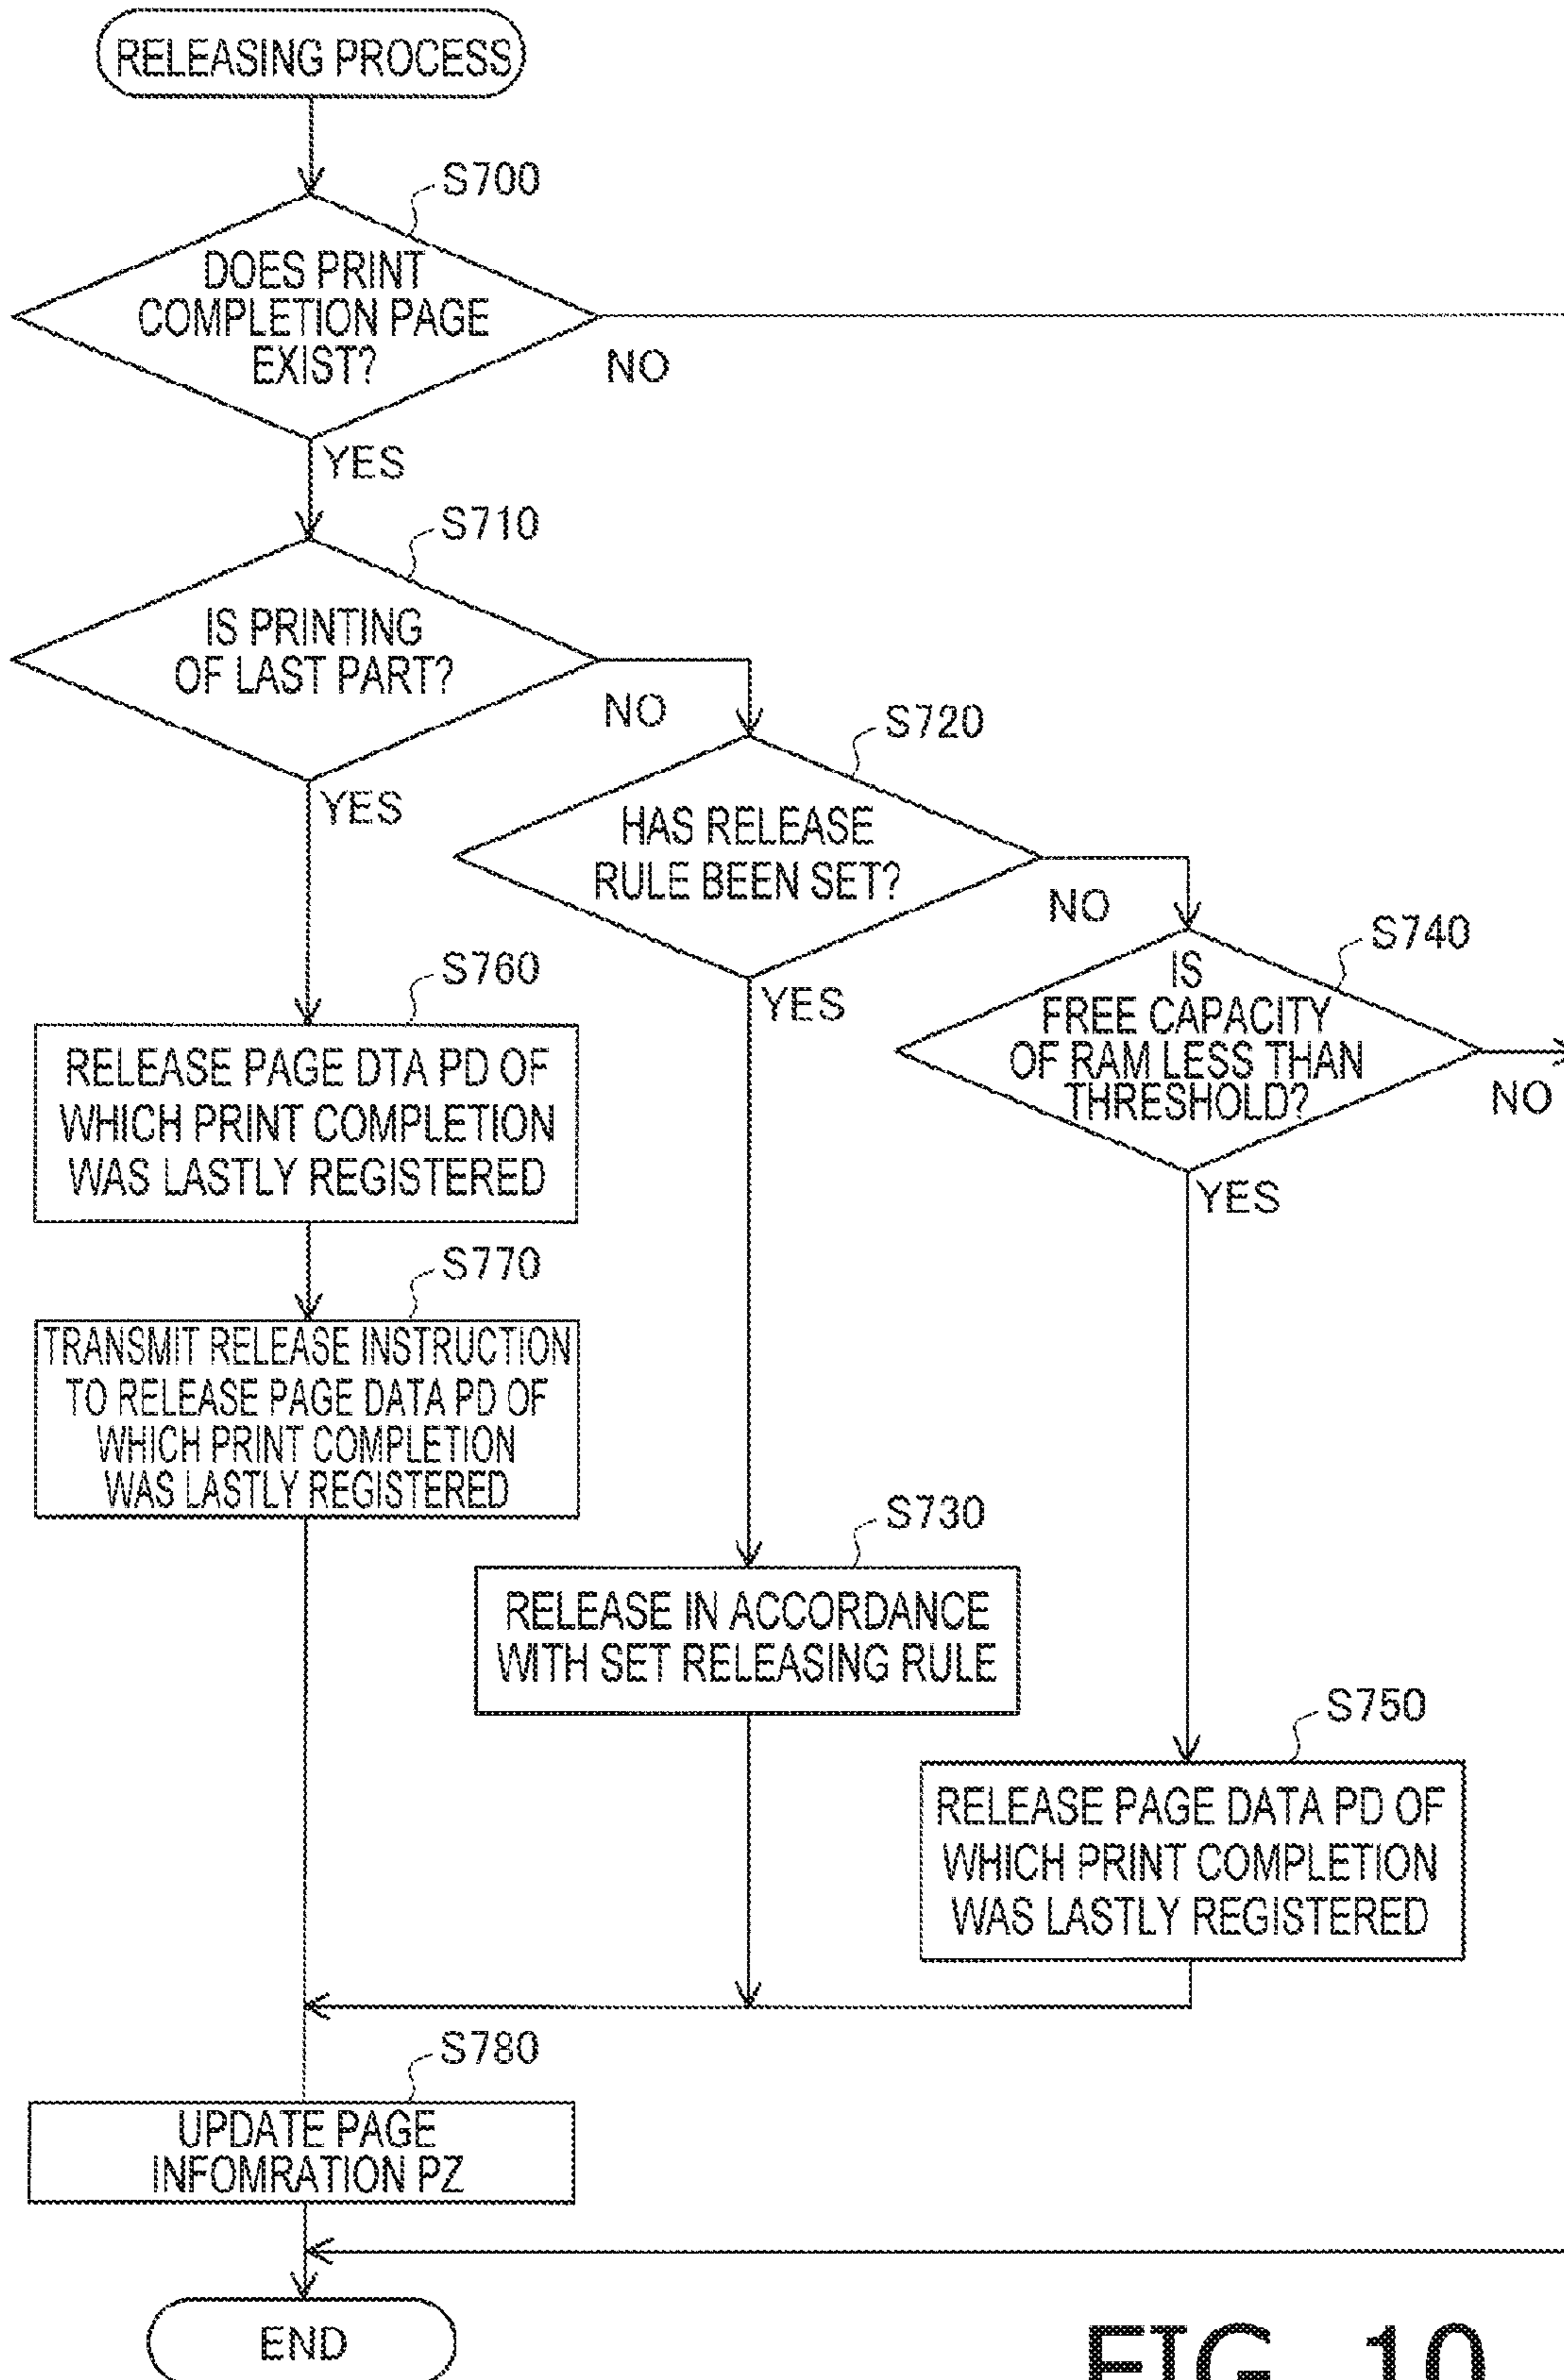 RELEASING PROCESS
S700
DOES PRINT
COMPLETION PAGE
EXIST?
NO
YES
S710
IS PRINTING
OF LAST PART?
NO
YES
S720
HAS RELEASE
RULE BEEN SET?
NO
YES
S740
IS
FREE CAPACITY
OF RAM LESS THAN
THRESHOLD?
NO
YES
S760
RELEASE PAGE DTA PD OF
WHICH PRINT COMPLETION
WAS LASTLY REGISTERED
S770
TRANSMIT RELEASE INSTRUCTION
TO RELEASE PAGE DATA PD OF
WHICH PRINT COMPLETION
WAS LASTLY REGISTERED
S730
RELEASE IN ACCORDANCE
WITH SET RELEASING RULE
S750
RELEASE PAGE DATA PD OF
WHICH PRINT COMPLETION
WAS LASTLY REGISTERED
S780
UPDATE PAGE
INFOMRATION PZ
END
FIG. 10